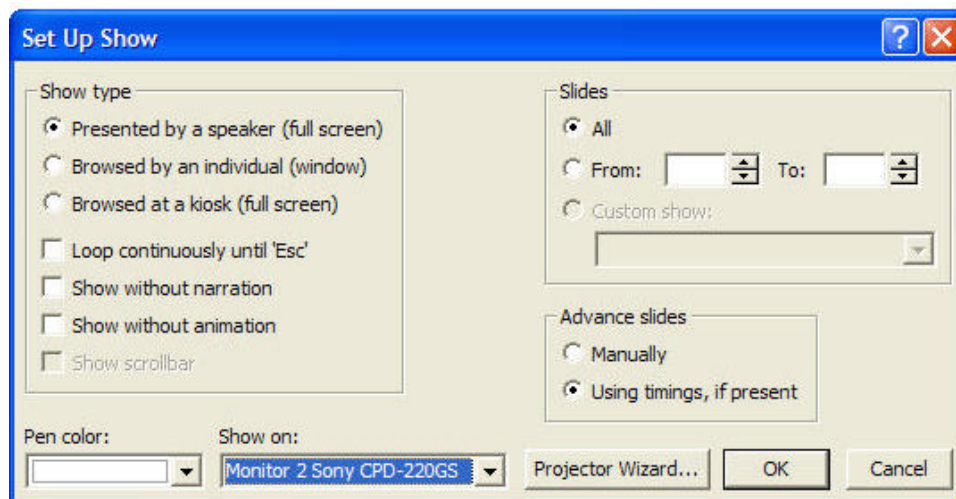 Set Up Show
Show type
Presented by a speaker (full screen)
Browsed by an individual (window)
Browsed at a kiosk (full screen)
Loop continuously until 'Esc'
Show without narration
Show without animation
Show scrollbar
Slides
All
From: To:
Custom show:
Advance slides
Manually
Using timings, if present
Pen color: Show on:
Monitor 2 Sony CPD-220GS Projector Wizard... OK Cancel